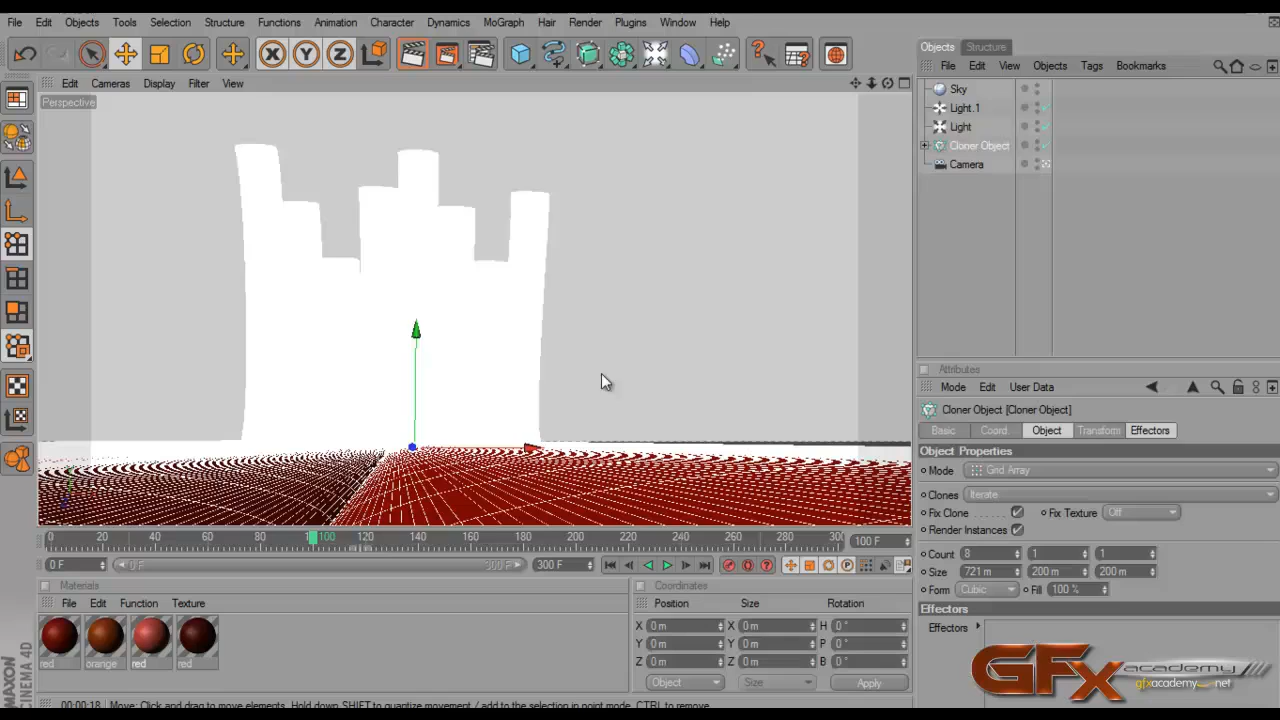 File Edit Objects Tools Selection Structure Functions Animation Character Dynamics MoGraph Hair Render Plugins Window Help
Edit Cameras Display Filter View
Perspective
Objects Structure
File Edit View Objects Tags Bookmarks
Sky
Light.1
Light
Cloner Object
Camera
Attributes
Mode Edit User Data
Cloner Object [Cloner Object]
Basic Coord. Object Transform Effectors
Object Properties
Mode Grid Array
Clones Iterate
Fix Clone Fix Texture Off
Render Instances
Count 8 1 1
Size 721 m 200 m 200 m
Form Cubic Fill 100 %
Effectors
Effectors
0 20 40 60 80 100 120 140 160 180 200 220 240 260 280 30 100 F
0 F 0 F 300 F 300 F
Materials
File Edit Function Texture
red orange red red
Coordinates
Position Size Rotation
X 0 m X 0 m H 0 °
Y 0 m Y 0 m P 0 °
Z 0 m Z 0 m B 0 °
Object Size Apply
MAXON
CINEMA 4D
00:00:18 Move: Click and drag to move elements. Hold down SHIFT to quantize movement / add to the selection in point mode, CTRL to remove.
GFx academy
gfxacademy.net